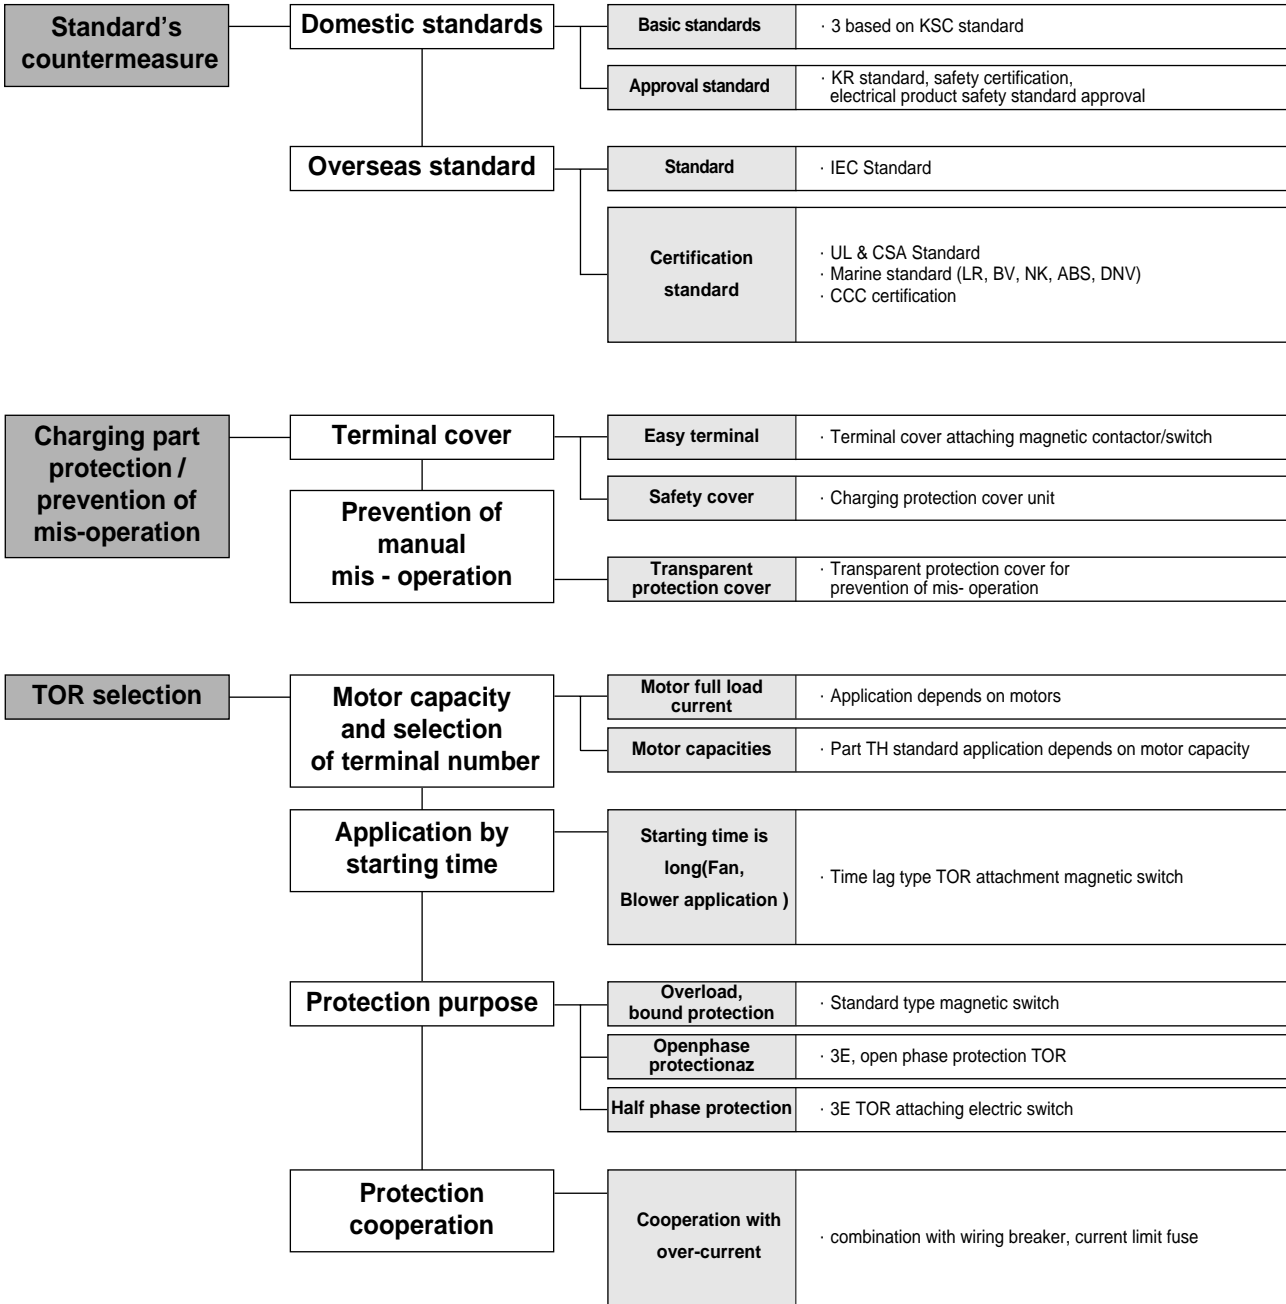 Standard's
countermeasure
Domestic standards
Basic standards
· 3 based on KSC standard
Approval standard
· KR standard, safety certification,
electrical product safety standard approval
Overseas standard
Standard
· IEC Standard
Certification
standard
· UL & CSA Standard
· Marine standard (LR, BV, NK, ABS, DNV)
· CCC certification
Charging part
protection /
prevention of
mis-operation
Terminal cover
Easy terminal
· Terminal cover attaching magnetic contactor/switch
Safety cover
· Charging protection cover unit
Prevention of
manual
mis - operation
Transparent
protection cover
· Transparent protection cover for
prevention of mis- operation
TOR selection
Motor capacity
and selection
of terminal number
Motor full load
current
· Application depends on motors
Motor capacities
· Part TH standard application depends on motor capacity
Application by
starting time
Starting time is
long(Fan,
Blower application )
· Time lag type TOR attachment magnetic switch
Protection purpose
Overload,
bound protection
· Standard type magnetic switch
Openphase
protectionaz
· 3E, open phase protection TOR
Half phase protection
· 3E TOR attaching electric switch
Protection
cooperation
Cooperation with
over-current
· combination with wiring breaker, current limit fuse